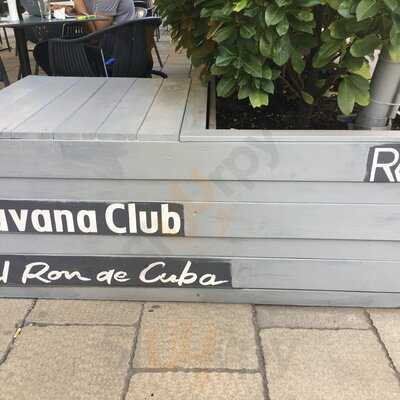 avana Club
l Ron de Cuba